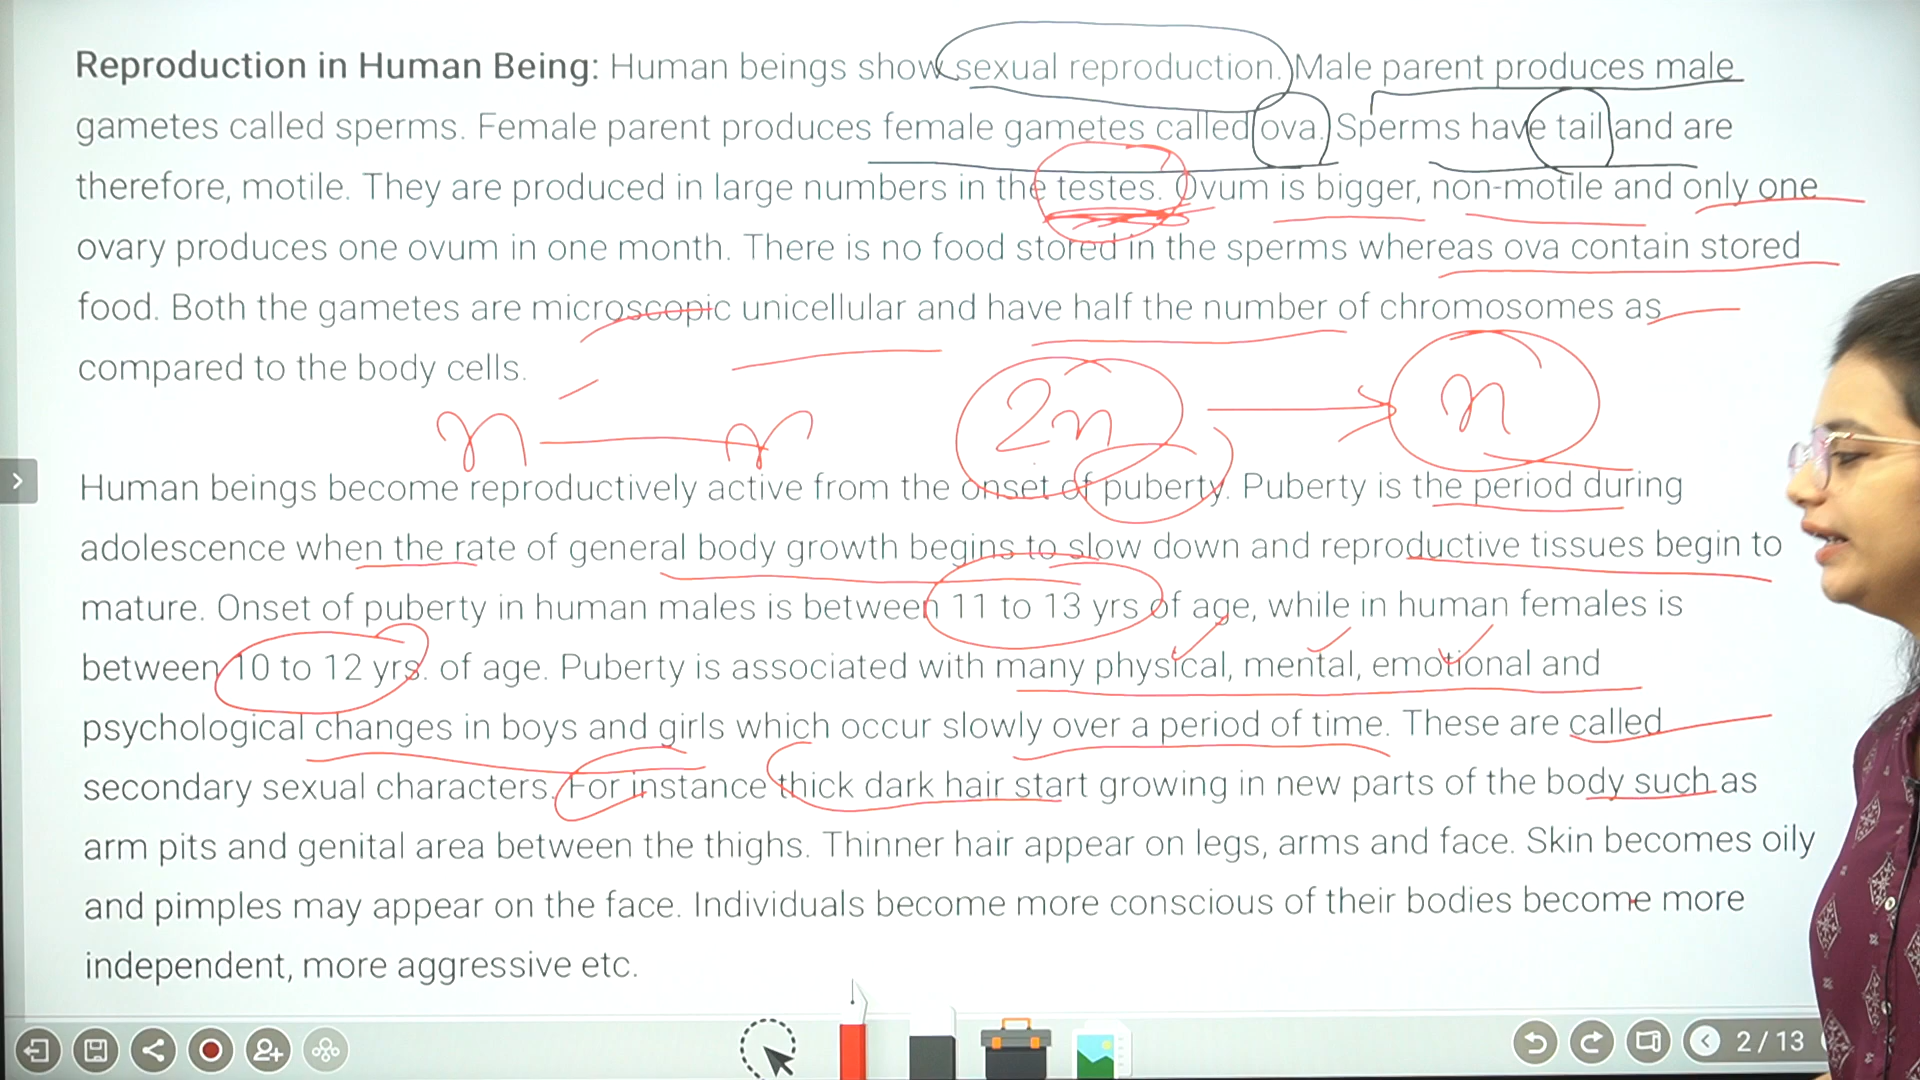 Reproduction in Human Being: Human beings show sexual reproduction. Male parent produces male
gametes called sperms. Female parent produces female gametes called ova. Sperms have tail and are
therefore, motile. They are produced in large numbers in the testes. Ovum is bigger, non-motile and only one
ovary produces one ovum in one month. There is no food stored in the sperms whereas ova contain stored
food. Both the gametes are microscopic unicellular and have half the number of chromosomes as
compared to the body cells.
n 2n n
Human beings become reproductively active from the onset of puberty. Puberty is the period during
adolescence when the rate of general body growth begins to slow down and reproductive tissues begin to
mature. Onset of puberty in human males is between 11 to 13 yrs of age, while in human females is
between 10 to 12 yrs. of age. Puberty is associated with many physical, mental, emotional and
psychological changes in boys and girls which occur slowly over a period of time. These are called
secondary sexual characters. For instance thick dark hair start growing in new parts of the body such as
arm pits and genital area between the thighs. Thinner hair appear on legs, arms and face. Skin becomes oily
and pimples may appear on the face. Individuals become more conscious of their bodies become more
independent, more aggressive etc.
2 / 13